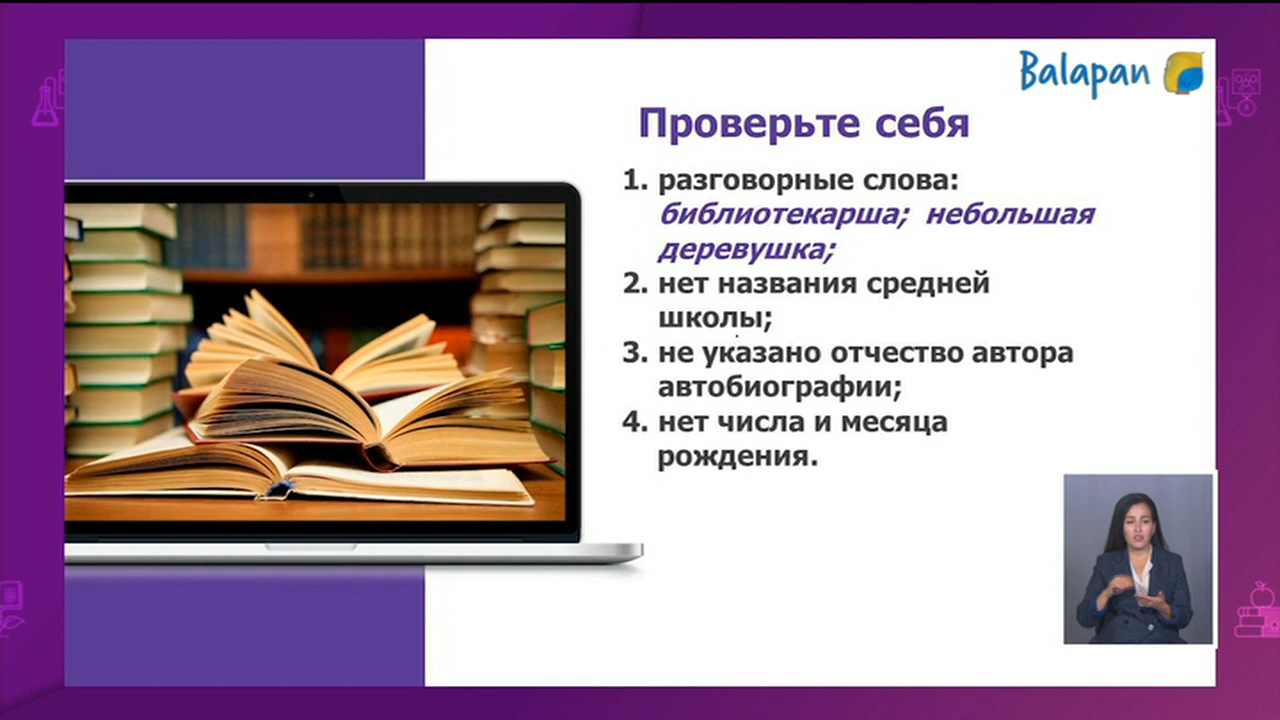 Balapan
Проверьте себя
1. разговорные слова:
библиотекарша; небольшая
деревушка;
2. нет названия средней
школы;
3. не указано отчество автора
автобиографии;
4. нет числа и месяца
рождения.